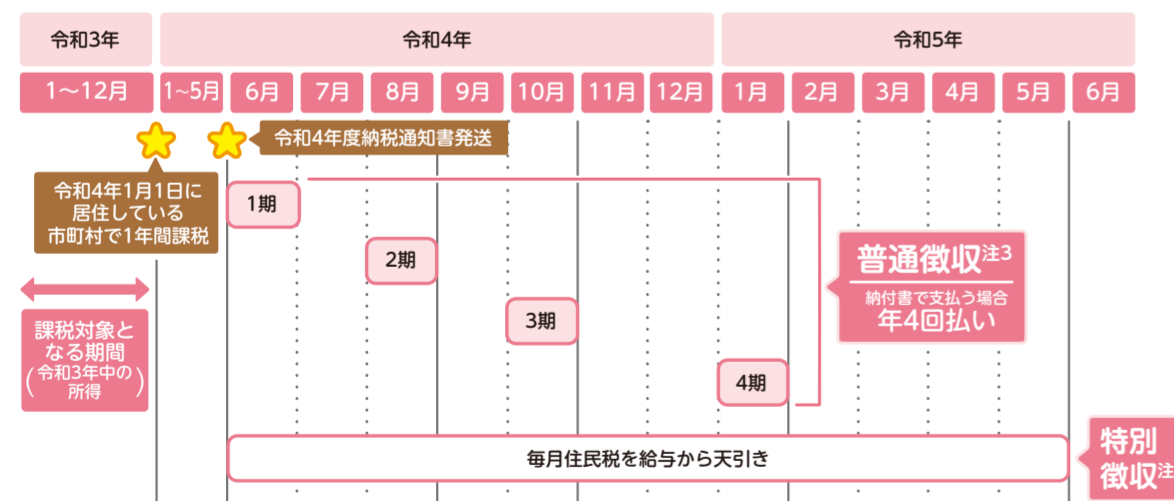 令和3年
令和4年
令和5年
1〜12月
1〜5月
6月
7月
8月
9月
10月
11月
12月
1月
2月
3月
4月
5月
6月
令和4年度納税通知書発送
令和4年1月1日に
居住している
市町村で1年間課税
1期
2期
3期
4期
普通徴収注3
納付書で支払う場合
年4回払い
課税対象と
なる期間
(令和3年中の
所得)
毎月住民税を給与から天引き
特別
徴収注